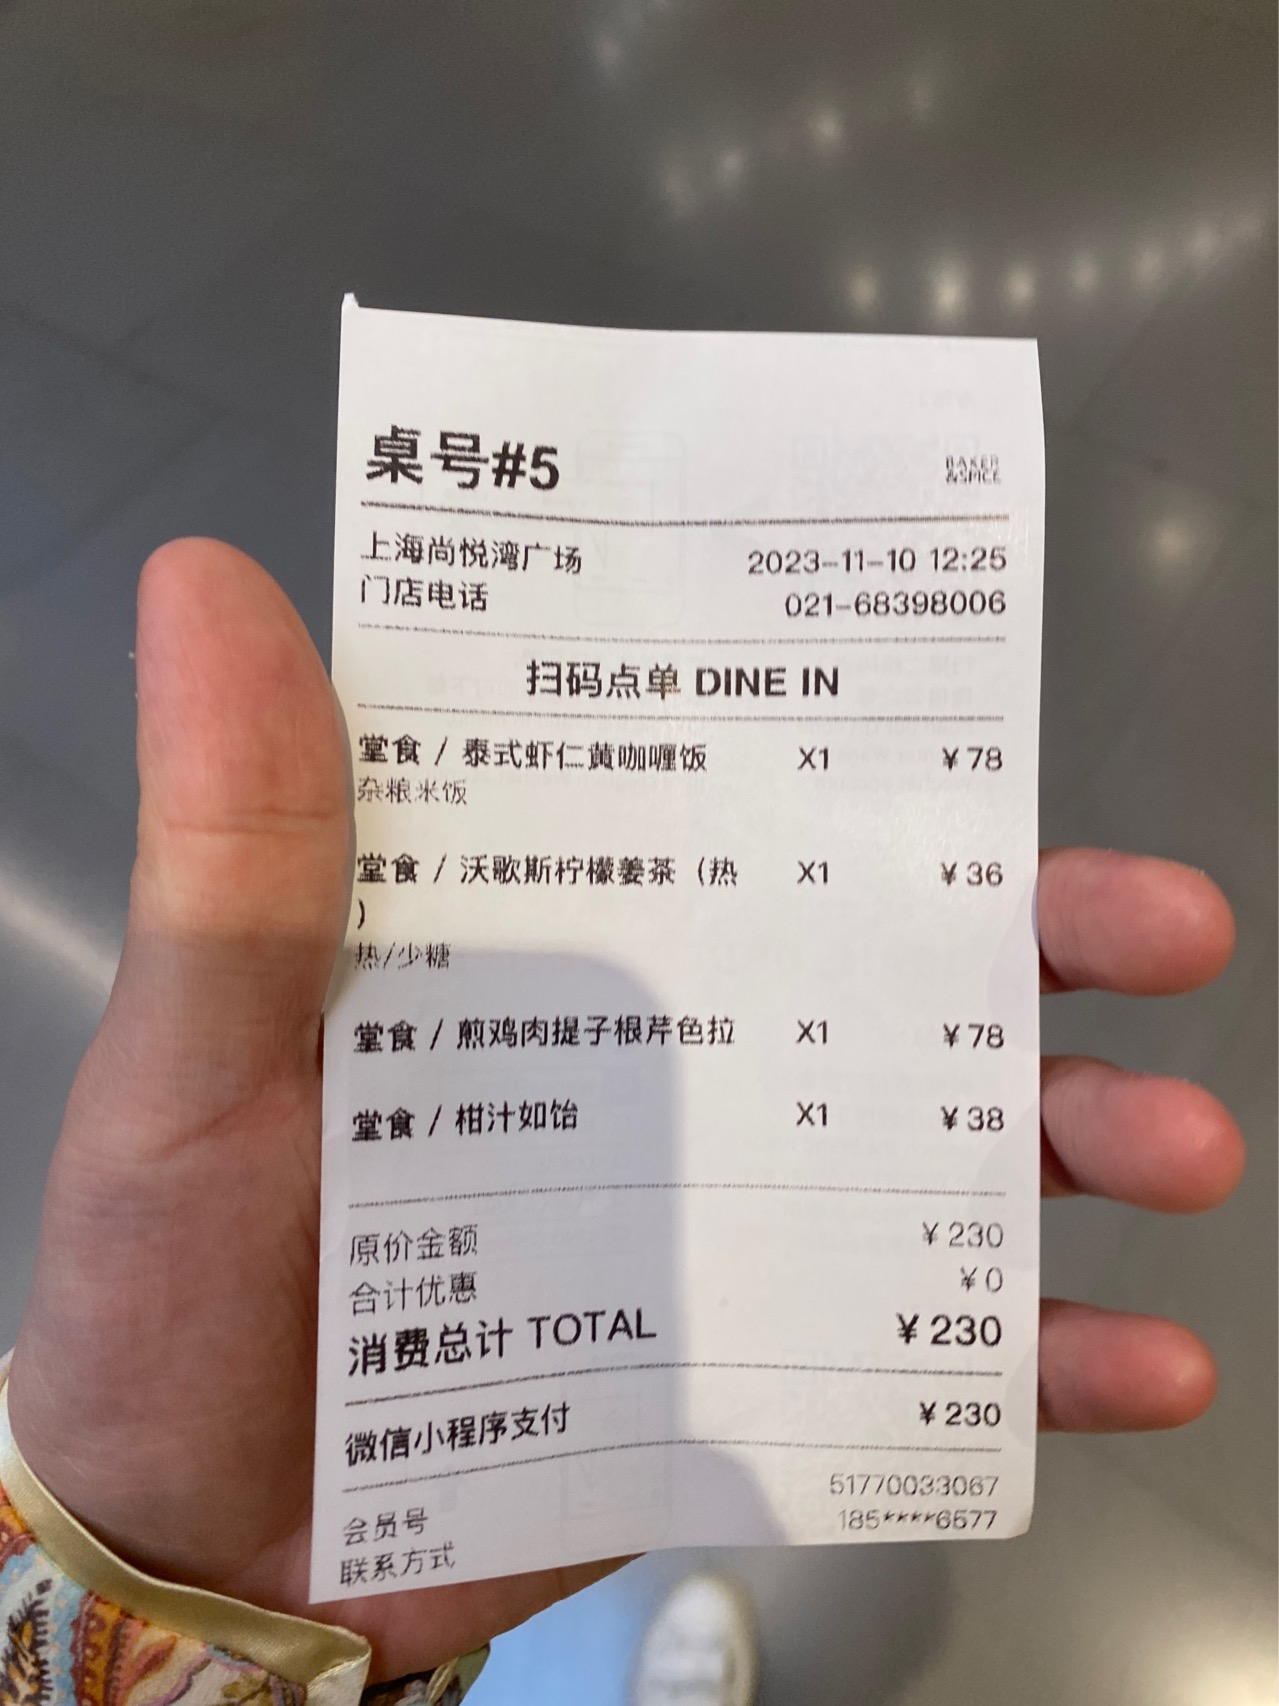 桌号#5
BAKER
&SPICE
上海尚悦湾广场 2023-11-10 12:25
门店电话 021-68398006
扫码点单 DINE IN
堂食 / 泰式虾仁黄咖喱饭 X1 ¥78
杂粮米饭
堂食 / 沃歌斯柠檬姜茶（热 X1 ¥36
）
热/少糖
堂食 / 煎鸡肉提子根芹色拉 X1 ¥78
堂食 / 柑汁如饴 X1 ¥38
原价金额 ¥230
合计优惠 ¥0
消费总计 TOTAL ¥230
微信小程序支付 ¥230
会员号 51770033067
联系方式 185****6577